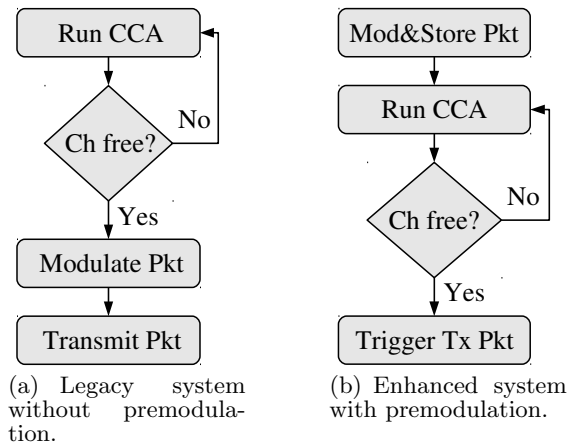 Run CCA
Ch free?
No
Yes
Modulate Pkt
Transmit Pkt
(a) Legacy system
without premodula-
tion.
Mod&Store Pkt
Run CCA
Ch free?
No
Yes
Trigger Tx Pkt
(b) Enhanced system
with premodulation.